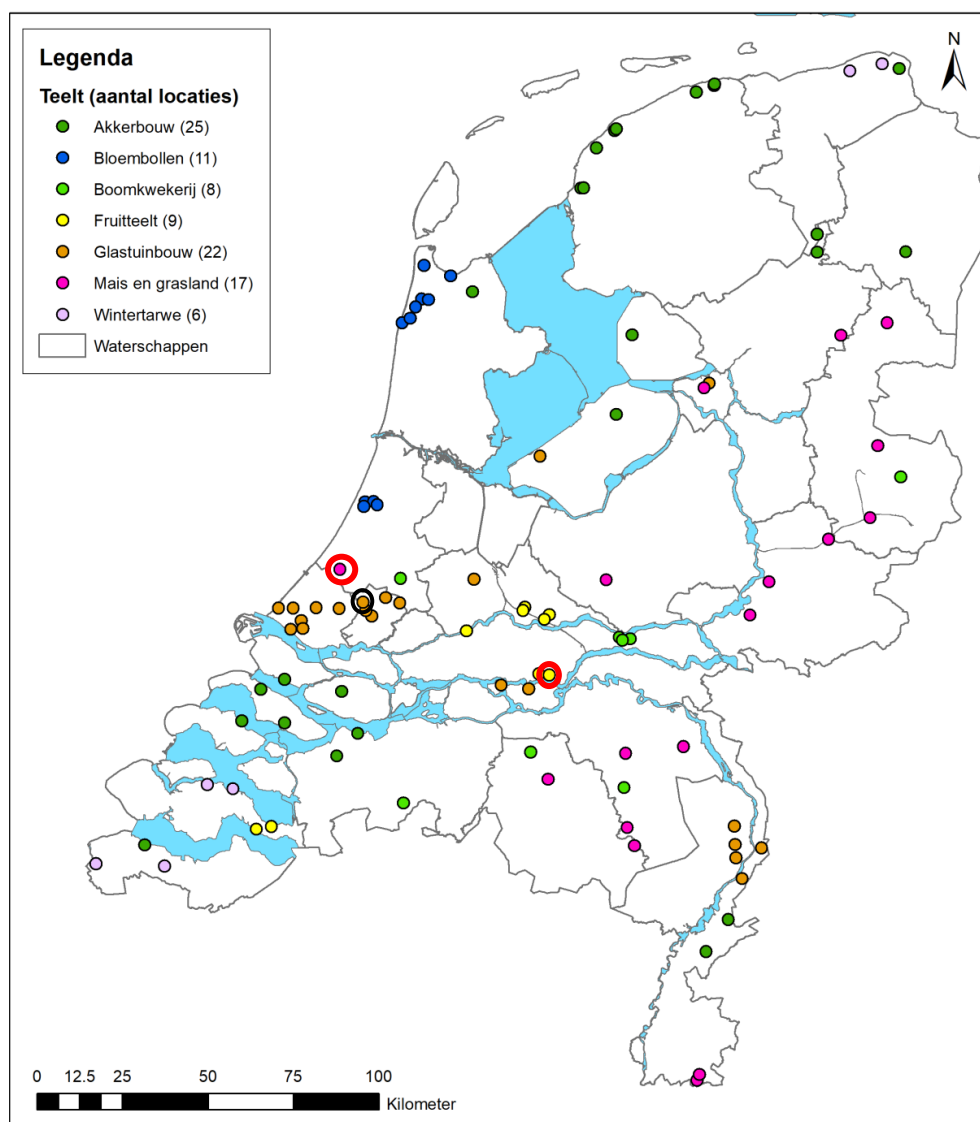 Legenda
Teelt (aantal locaties)
Akkerbouw (25)
Bloembollen (11)
Boomkwekerij (8)
Fruitteelt (9)
Glastuinbouw (22)
Mais en grasland (17)
Wintertarwe (6)
Waterschappen
N
0 12.5 25 50 75 100
Kilometer